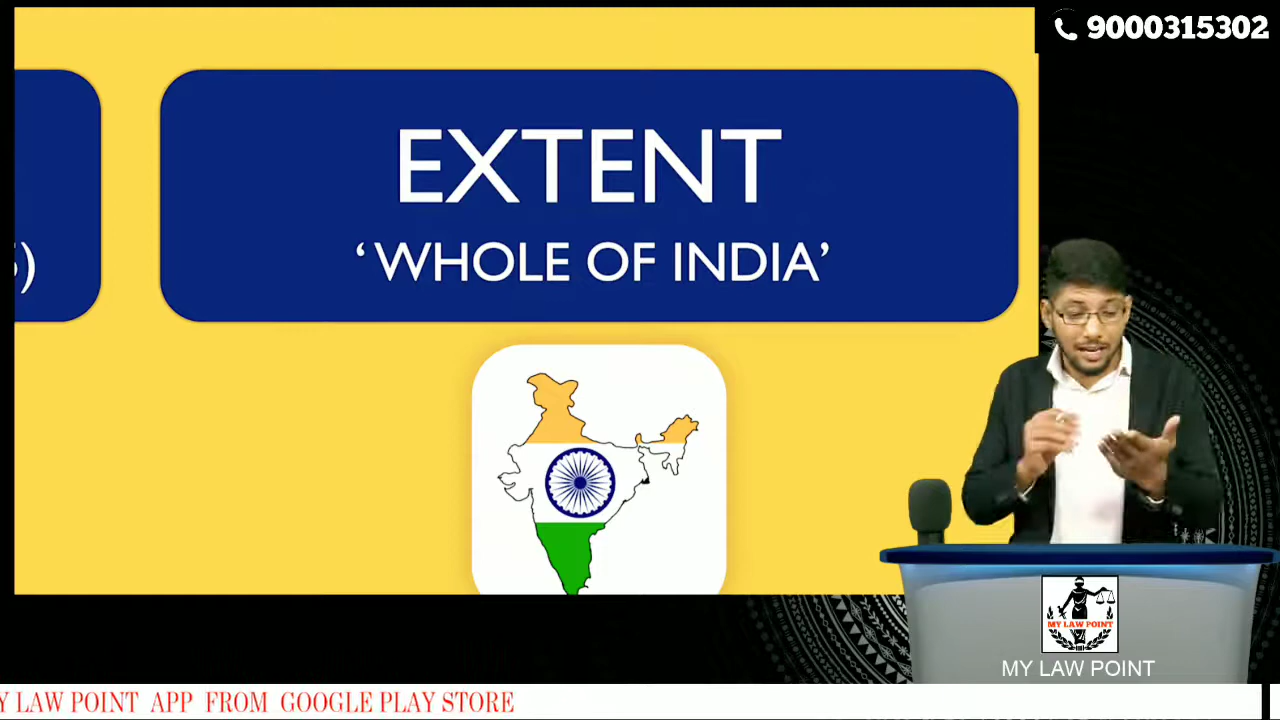 9000315302
EXTENT
‘WHOLE OF INDIA’
)
MY LAW POINT
MY LAW POINT
LAW POINT APP FROM GOOGLE PLAY STORE